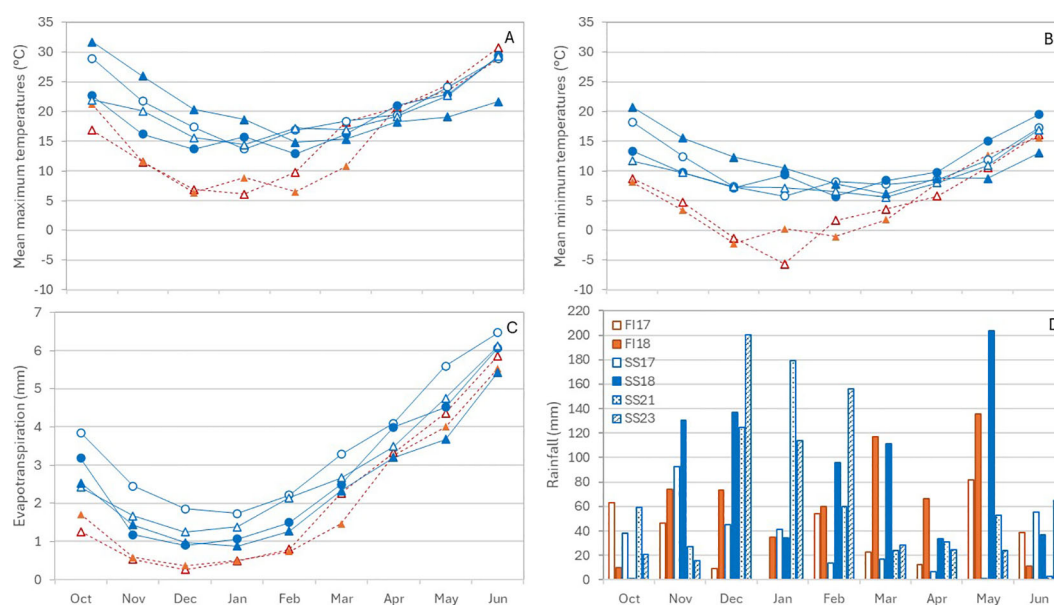 A
Mean maximum temperatures (°C)
35
30
25
20
15
10
5
0
-5
-10
B
Mean minimum temperatures (°C)
35
30
25
20
15
10
5
0
-5
-10
C
Evapotranspiration (mm)
7
6
5
4
3
2
1
0
Oct Nov Dec Jan Feb Mar Apr May Jun
D
Rainfall (mm)
220
200
180
160
140
120
100
80
60
40
20
0
FI17
FI18
SS17
SS18
SS21
SS23
Oct Nov Dec Jan Feb Mar Apr May Jun